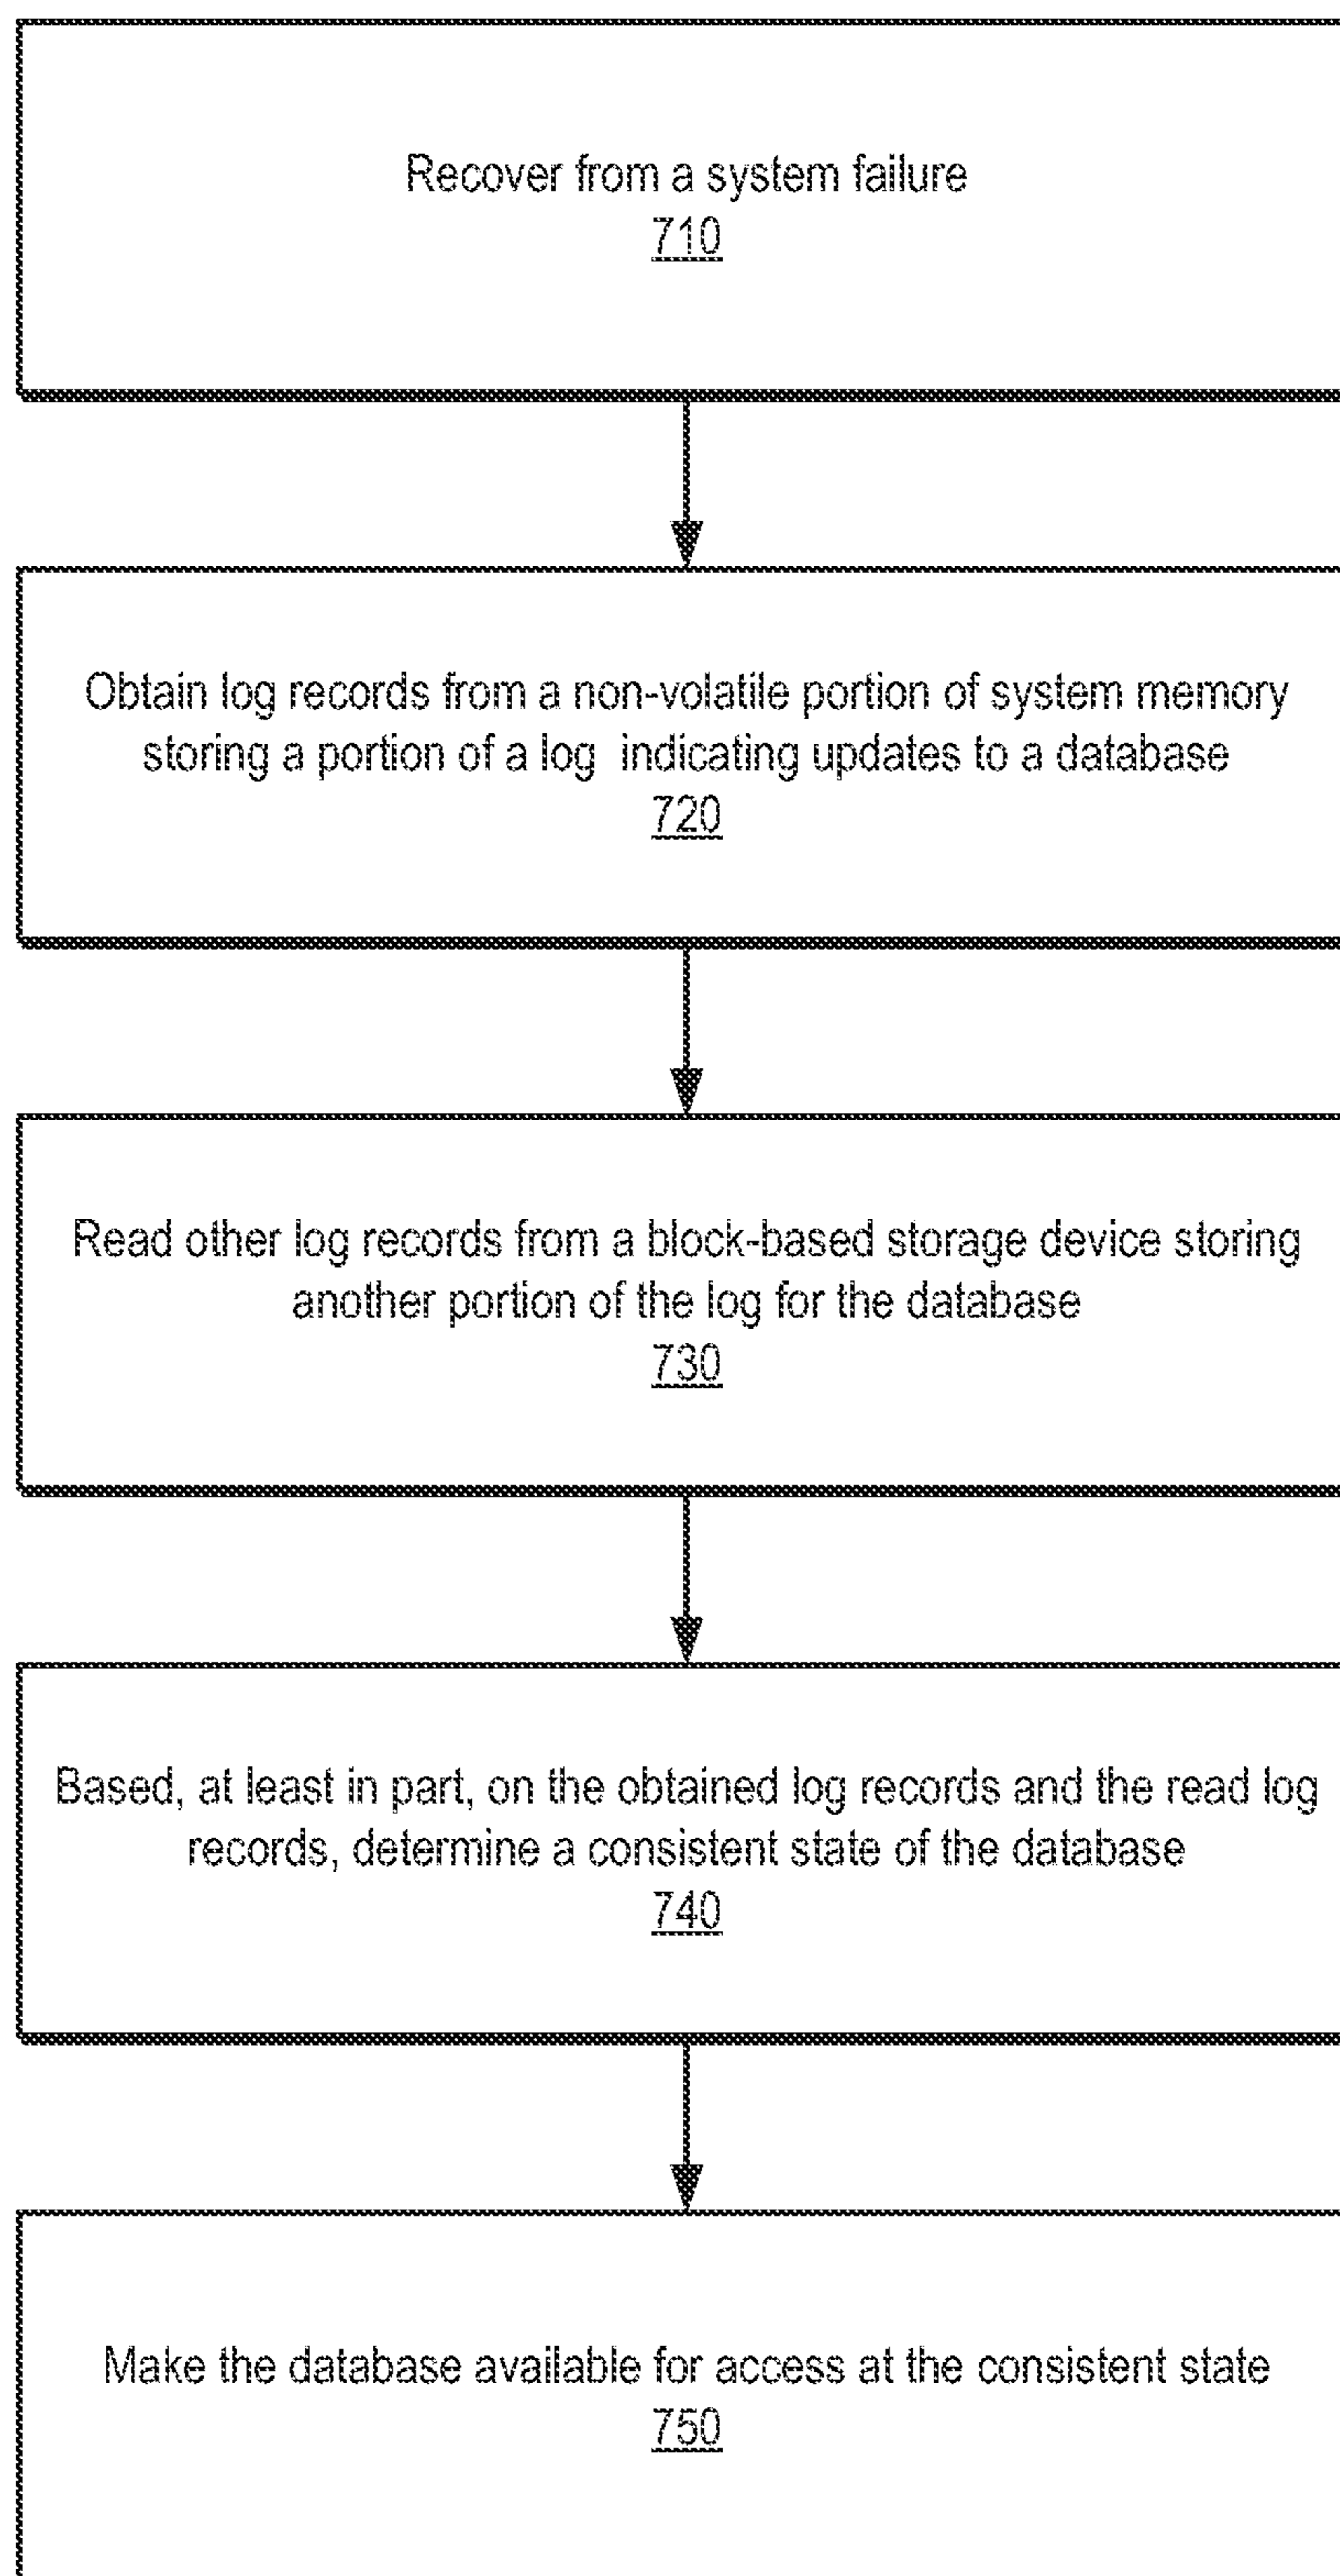 Recover from a system failure
710
Obtain log records from a non-volatile portion of system memory
storing a portion of a log indicating updates to a database
720
Read other log records from a block-based storage device storing
another portion of the log for the database
730
Based, at least in part, on the obtained log records and the read log
records, determine a consistent state of the database
740
Make the database available for access at the consistent state
750